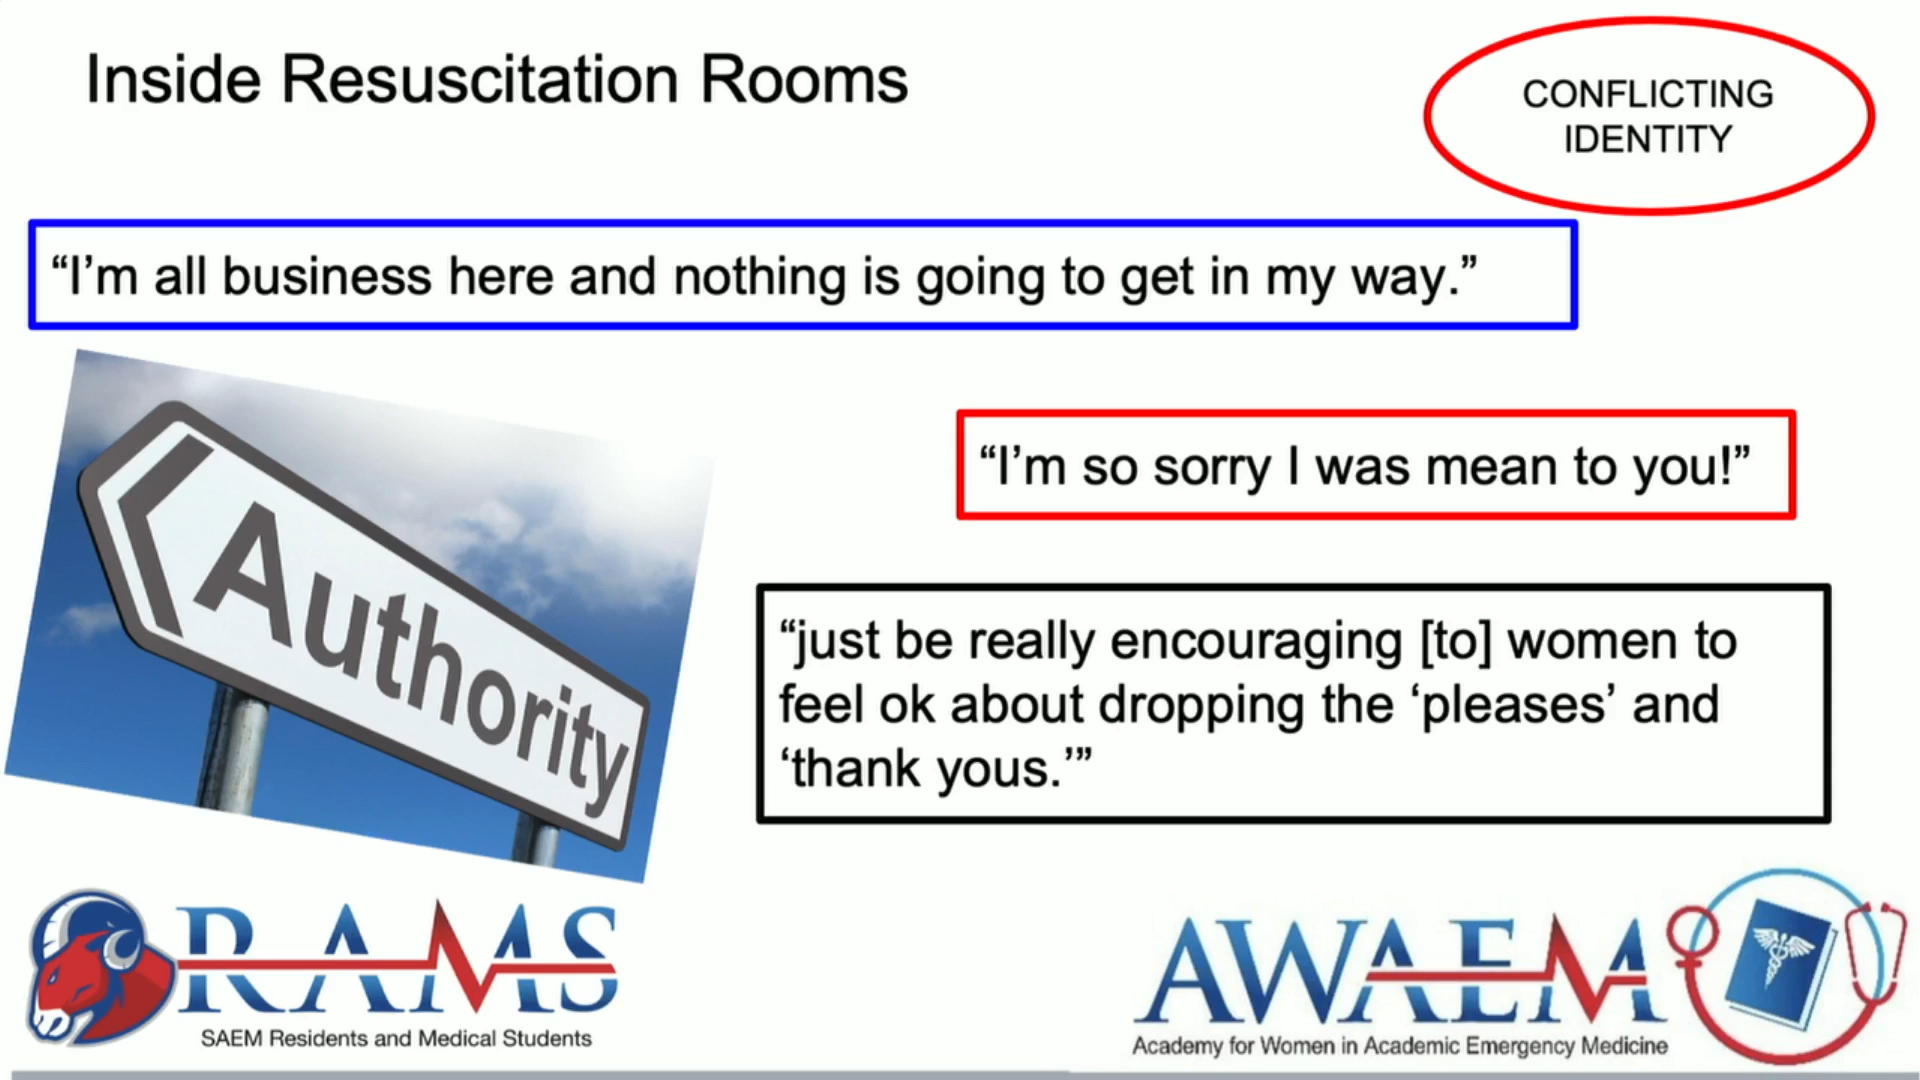 Inside Resuscitation Rooms
CONFLICTING
IDENTITY
“I’m all business here and nothing is going to get in my way.”
Authority
“I’m so sorry I was mean to you!”
“just be really encouraging [to] women to
feel ok about dropping the ‘pleases’ and
‘thank yous.’”
RAMS
SAEM Residents and Medical Students
AWAEM
Academy for Women in Academic Emergency Medicine